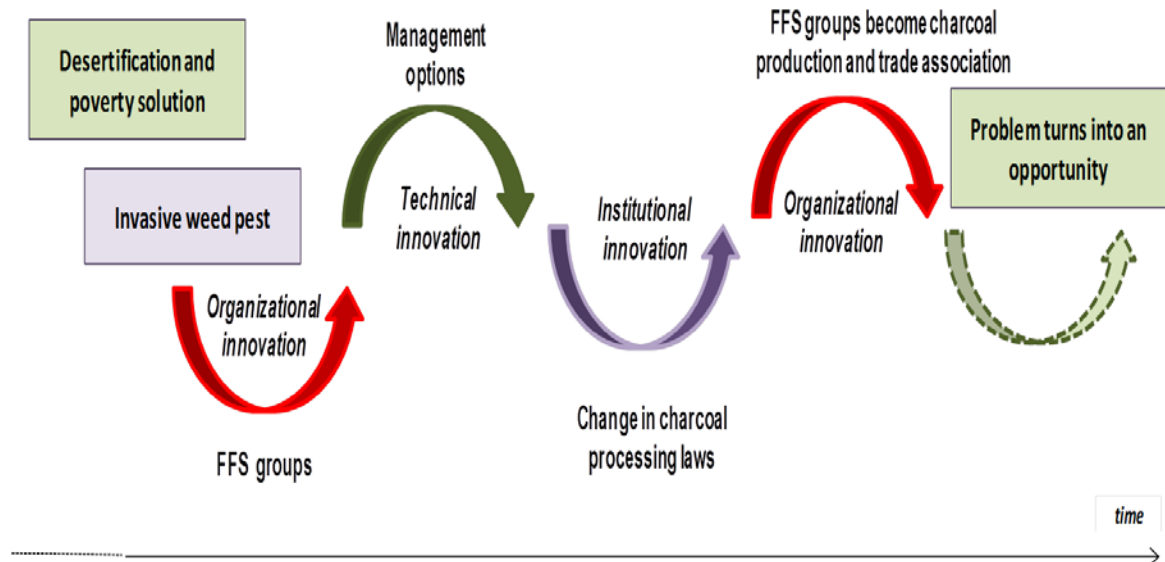 Desertification and
poverty solution
Invasive weed pest
Organizational
innovation
FFS groups
Management
options
Technical
innovation
Institutional
innovation
Change in charcoal
processing laws
FFS groups become charcoal
production and trade association
Organizational
innovation
Problem turns into an
opportunity
time